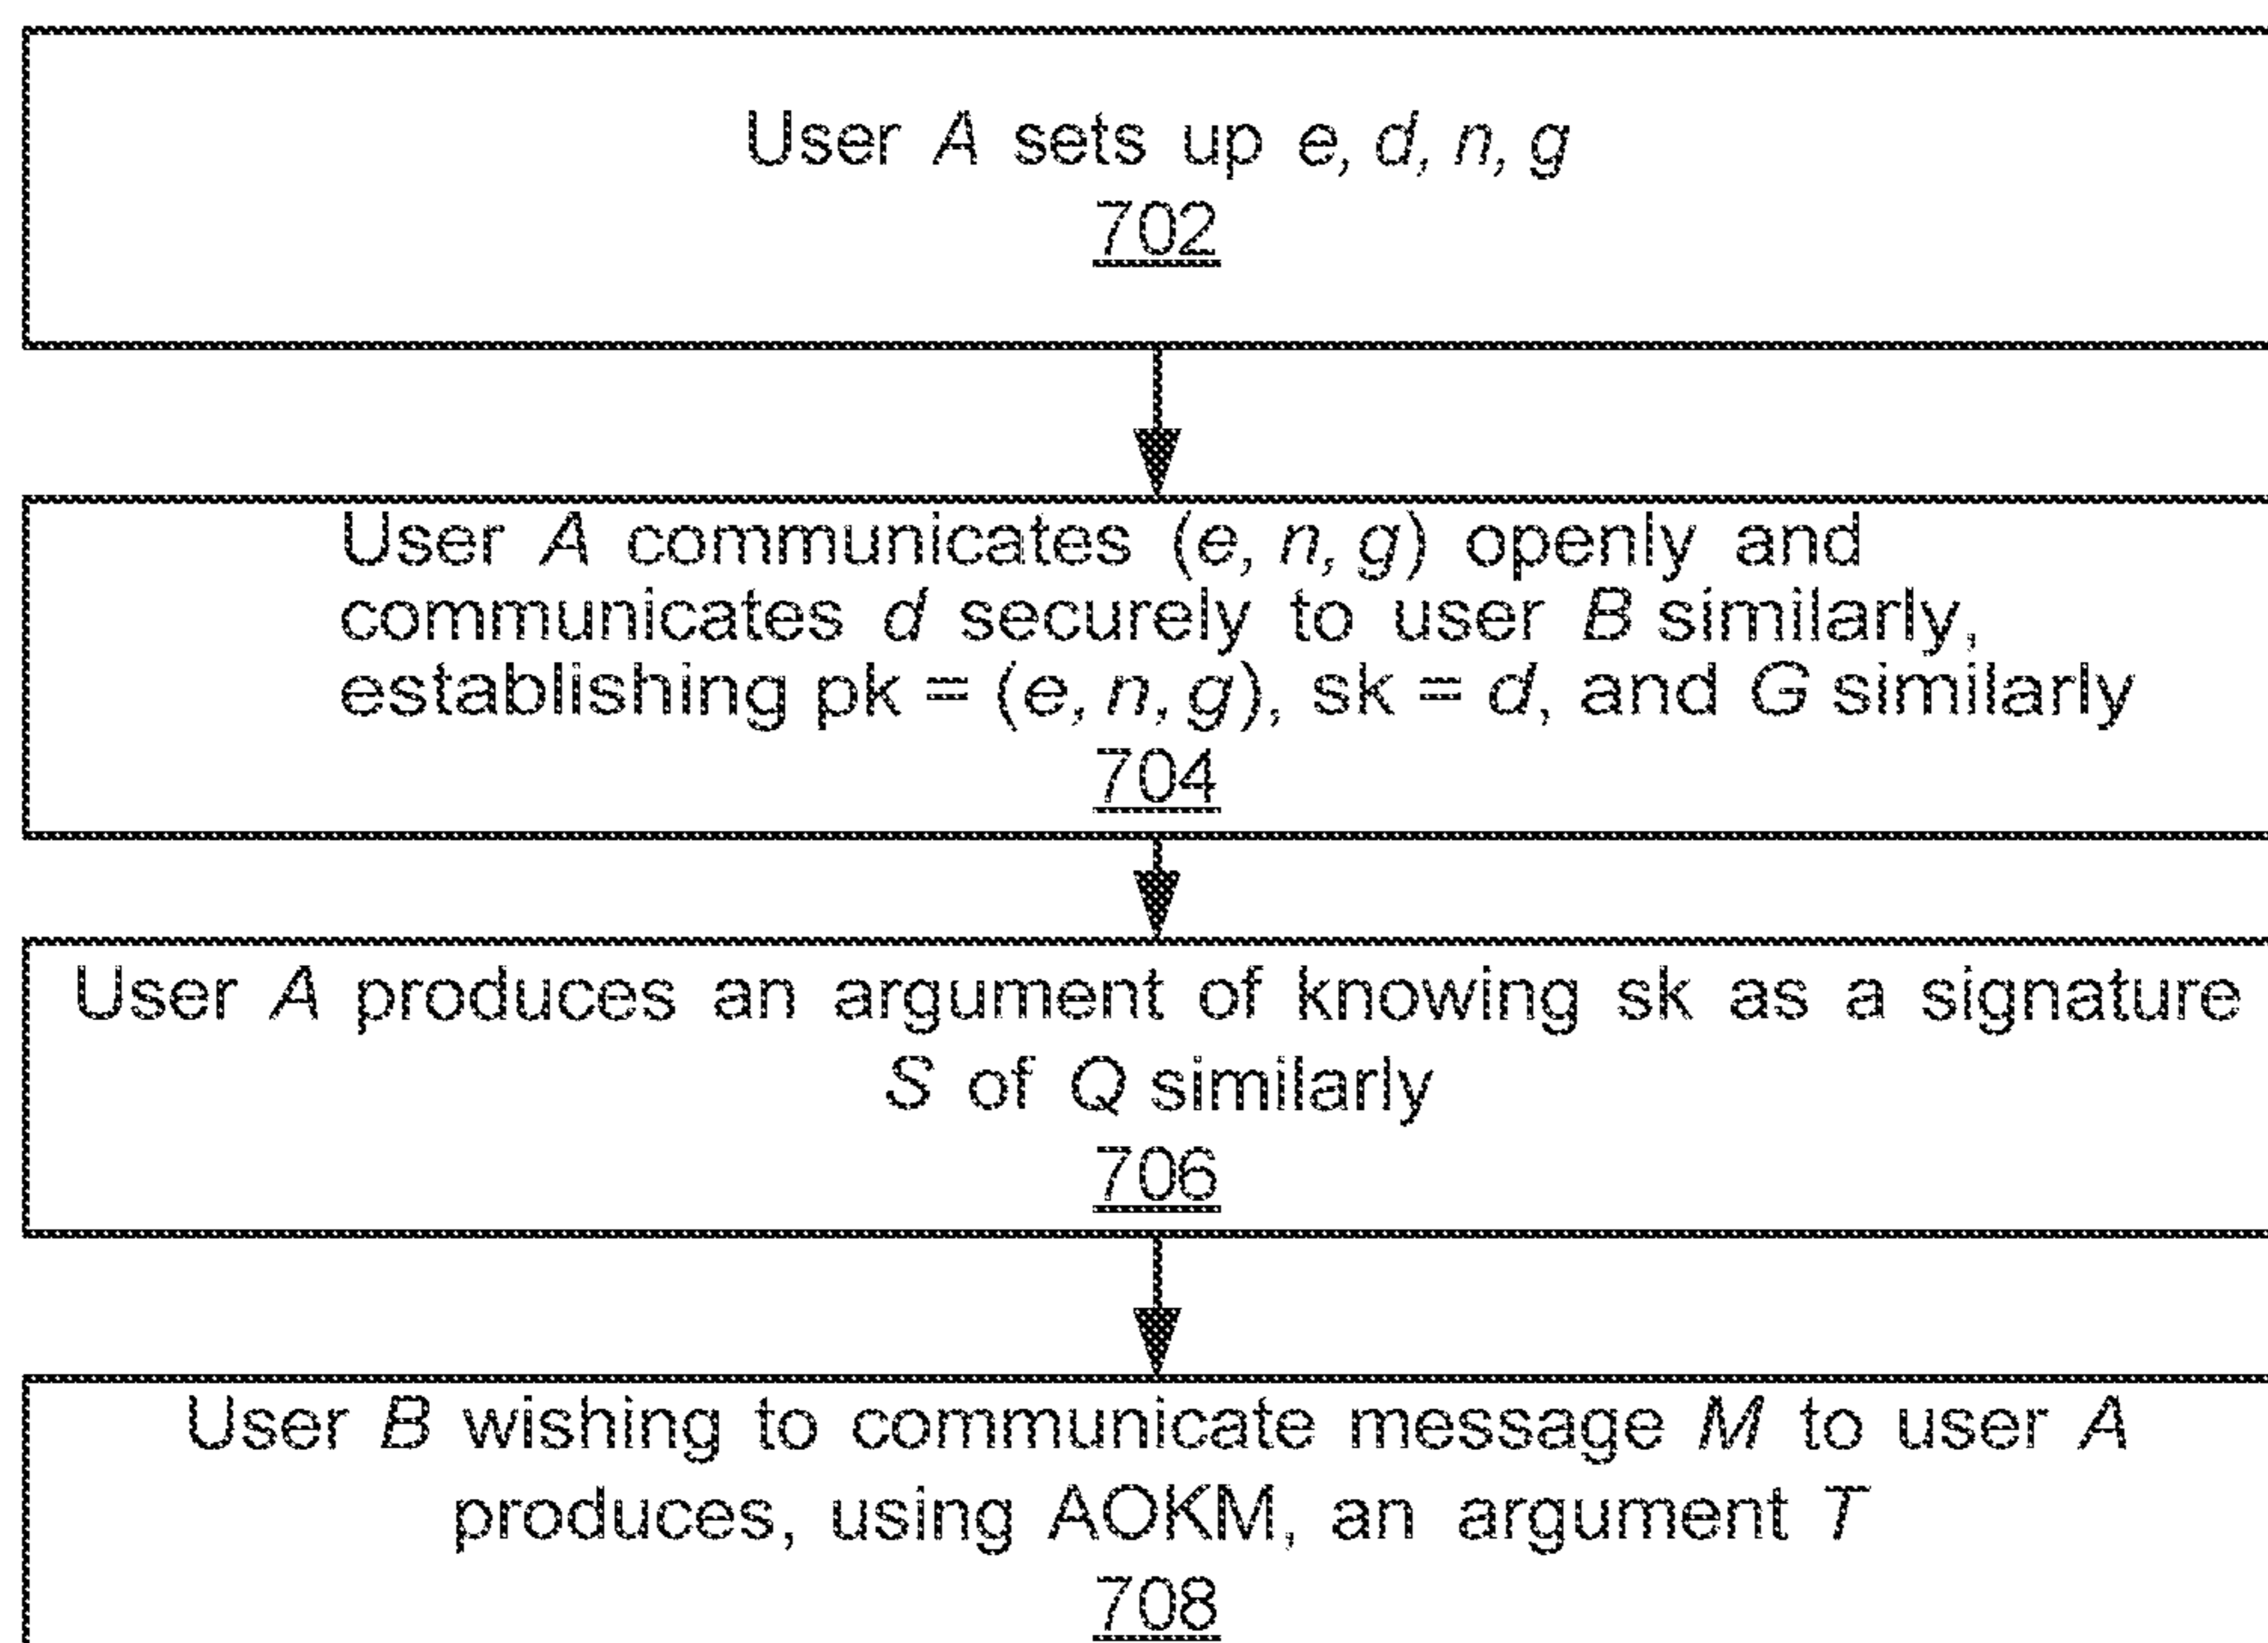 User A sets up e, d, n, g
702
User A communicates (e, n, g) openly and
communicates d securely to user B similarly,
establishing pk = (e, n, g), sk = d, and G similarly
704
User A produces an argument of knowing sk as a signature
S of Q similarly
706
User B wishing to communicate message M to user A
produces, using AOKM, an argument T
708